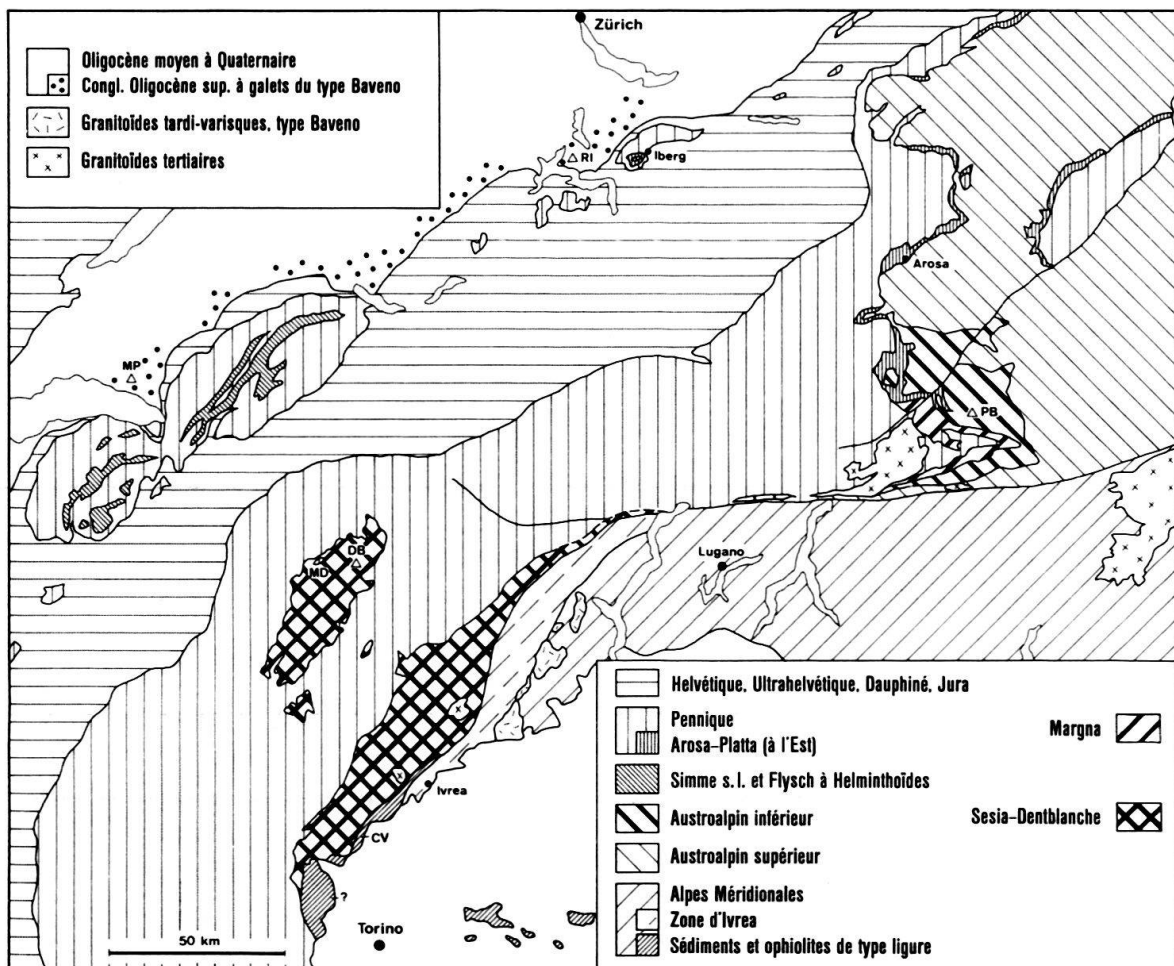 Oligocène moyen à Quaternaire
Congl. Oligocène sup. à galets du type Baveno
Granitoïdes tardi-varisques, type Baveno
Granitoïdes tertiaires
Zürich
RI
Iberg
Arosa
MP
PB
DB
MD
Lugano
Ivrea
CV
?
Torino
50 km
Helvétique, Ultrahelvétique, Dauphiné, Jura
Pennique
Arosa-Platta (à l'Est)
Margna
Simme s.l. et Flysch à Helminthoïdes
Austroalpin inférieur
Sesia-Dentblanche
Austroalpin supérieur
Alpes Méridionales
Zone d'Ivrea
Sédiments et ophiolites de type ligure